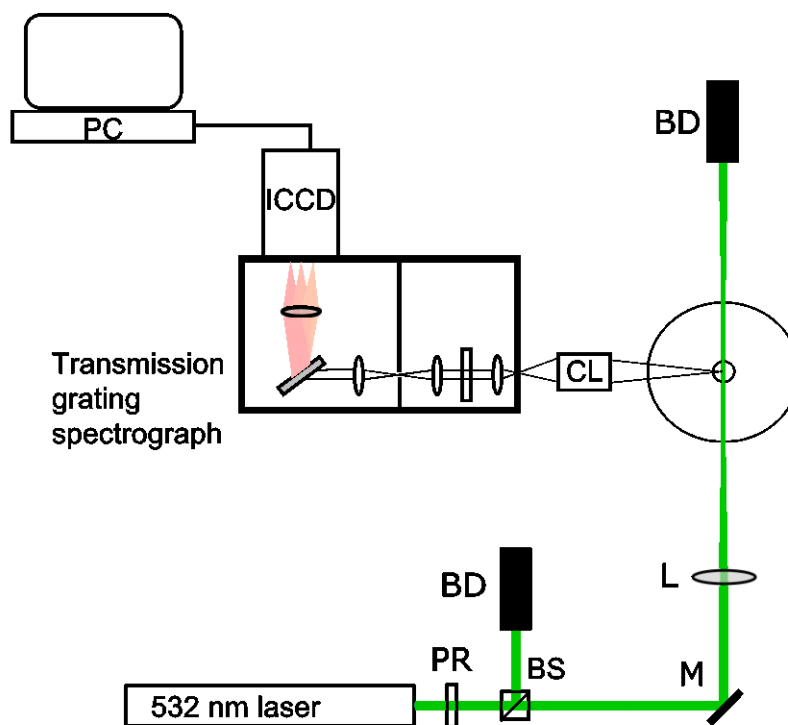 PC
BD
ICCD
Transmission
grating
spectrograph
CL
L
BD
PR
BS
M
532 nm laser